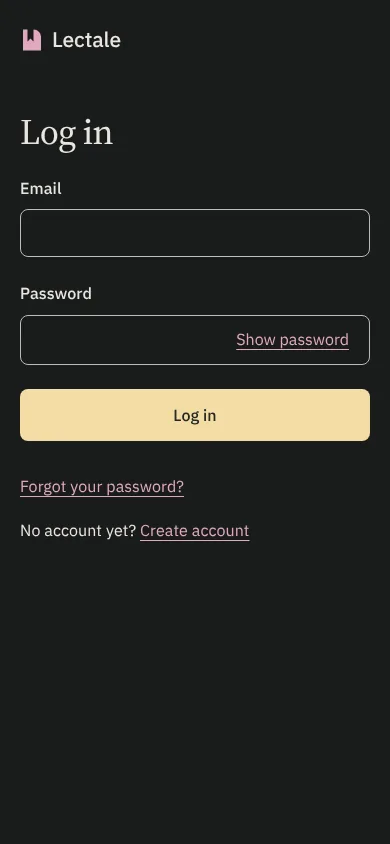 Lectale
Log in
Email
Password
Show password
Log in
Forgot your password?
No account yet? Create account